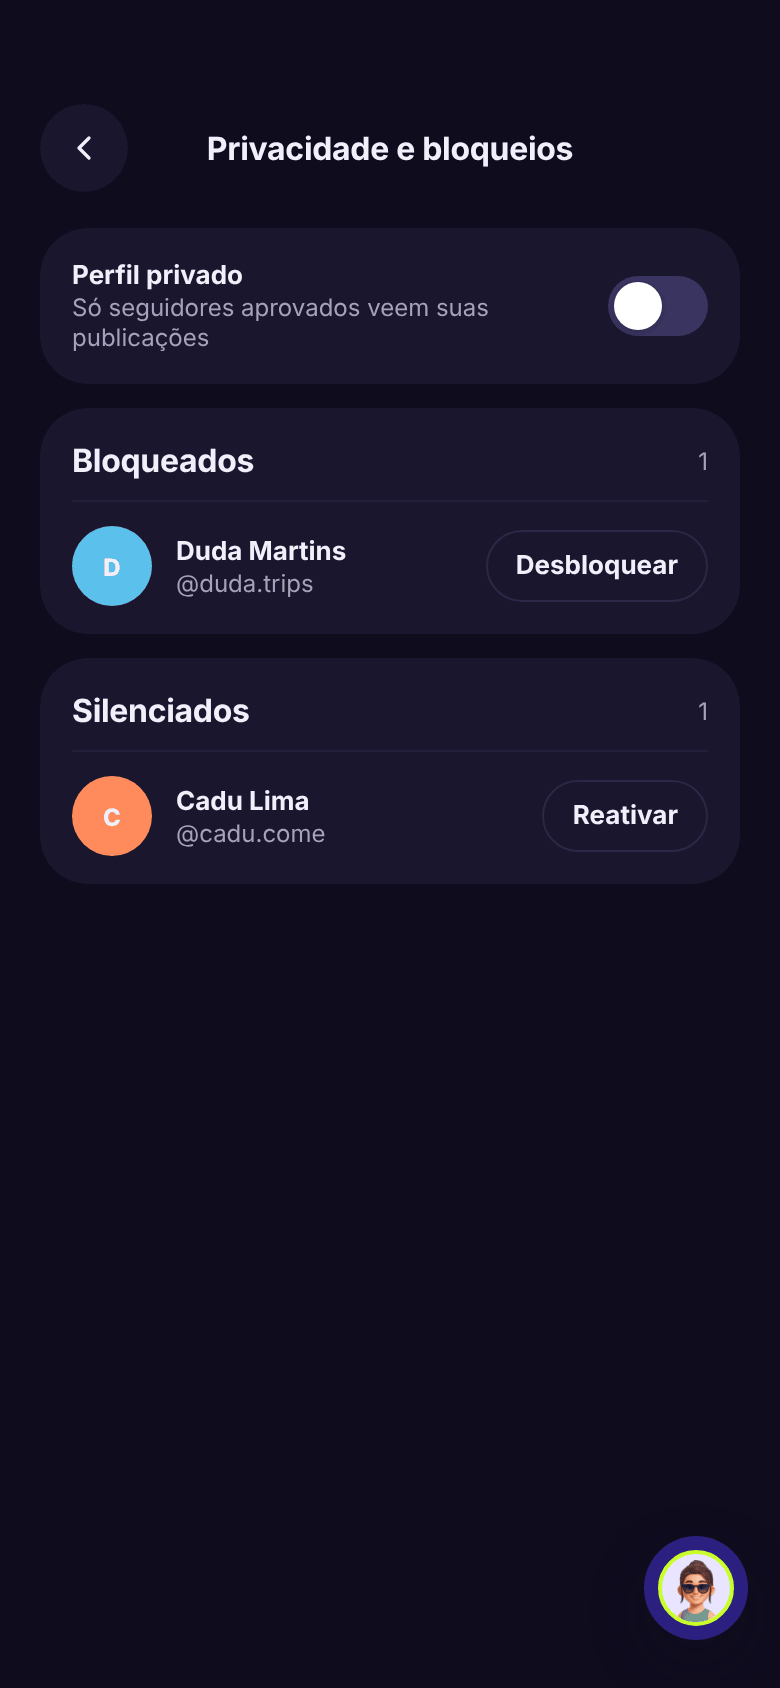 Privacidade e bloqueios
Perfil privado
Só seguidores aprovados veem suas
publicações
Bloqueados 1
D
Duda Martins
@duda.trips
Desbloquear
Silenciados 1
C
Cadu Lima
@cadu.come
Reativar